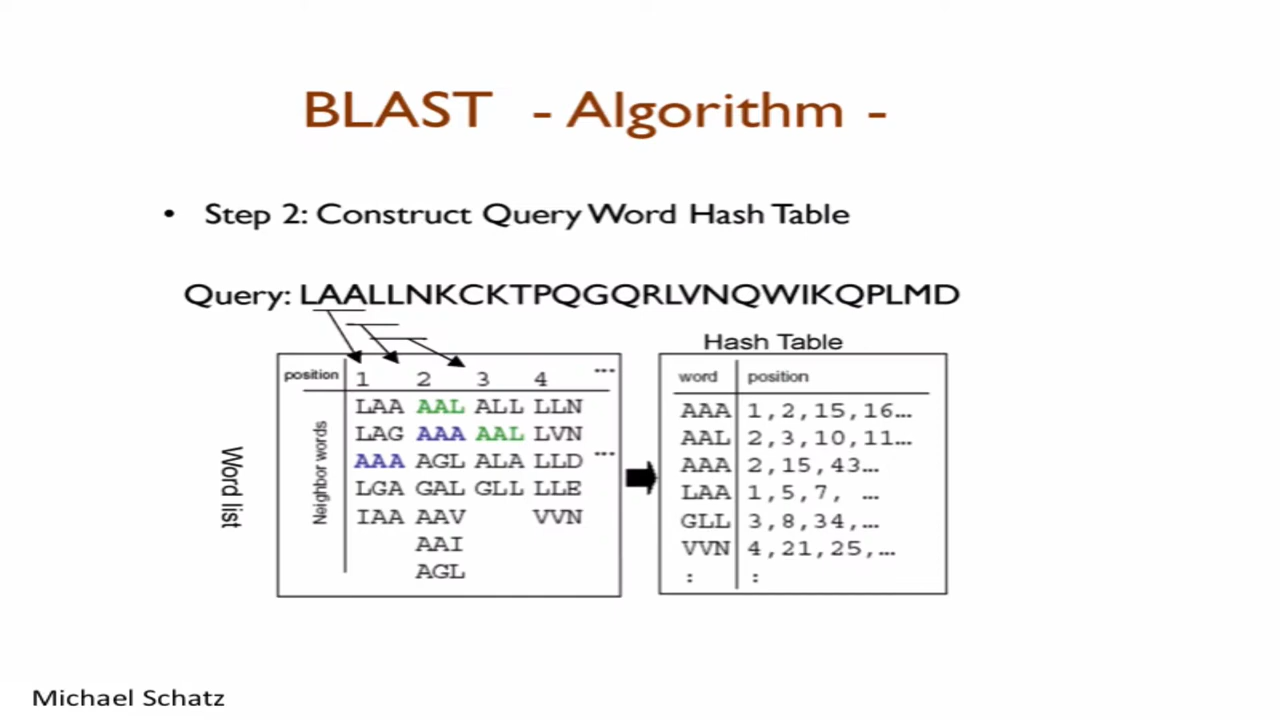 BLAST - Algorithm -
• Step 2: Construct Query Word Hash Table
Query: LAALLNKCKTPQGQRLVNQWIKQPLMD
Hash Table
position 1 2 3 4 ...
LAA AAL ALL LLN
LAG AAA AAL LVN
AAA AGL ALA LLD ...
LGA GAL GLL LLE
IAA AAV VVN
AAI
AGL
Neighbor words
Word list
word position
AAA 1,2,15,16...
AAL 2,3,10,11...
AAA 2,15,43...
LAA 1,5,7, ...
GLL 3,8,34,...
VVN 4,21,25,...
: :
Michael Schatz